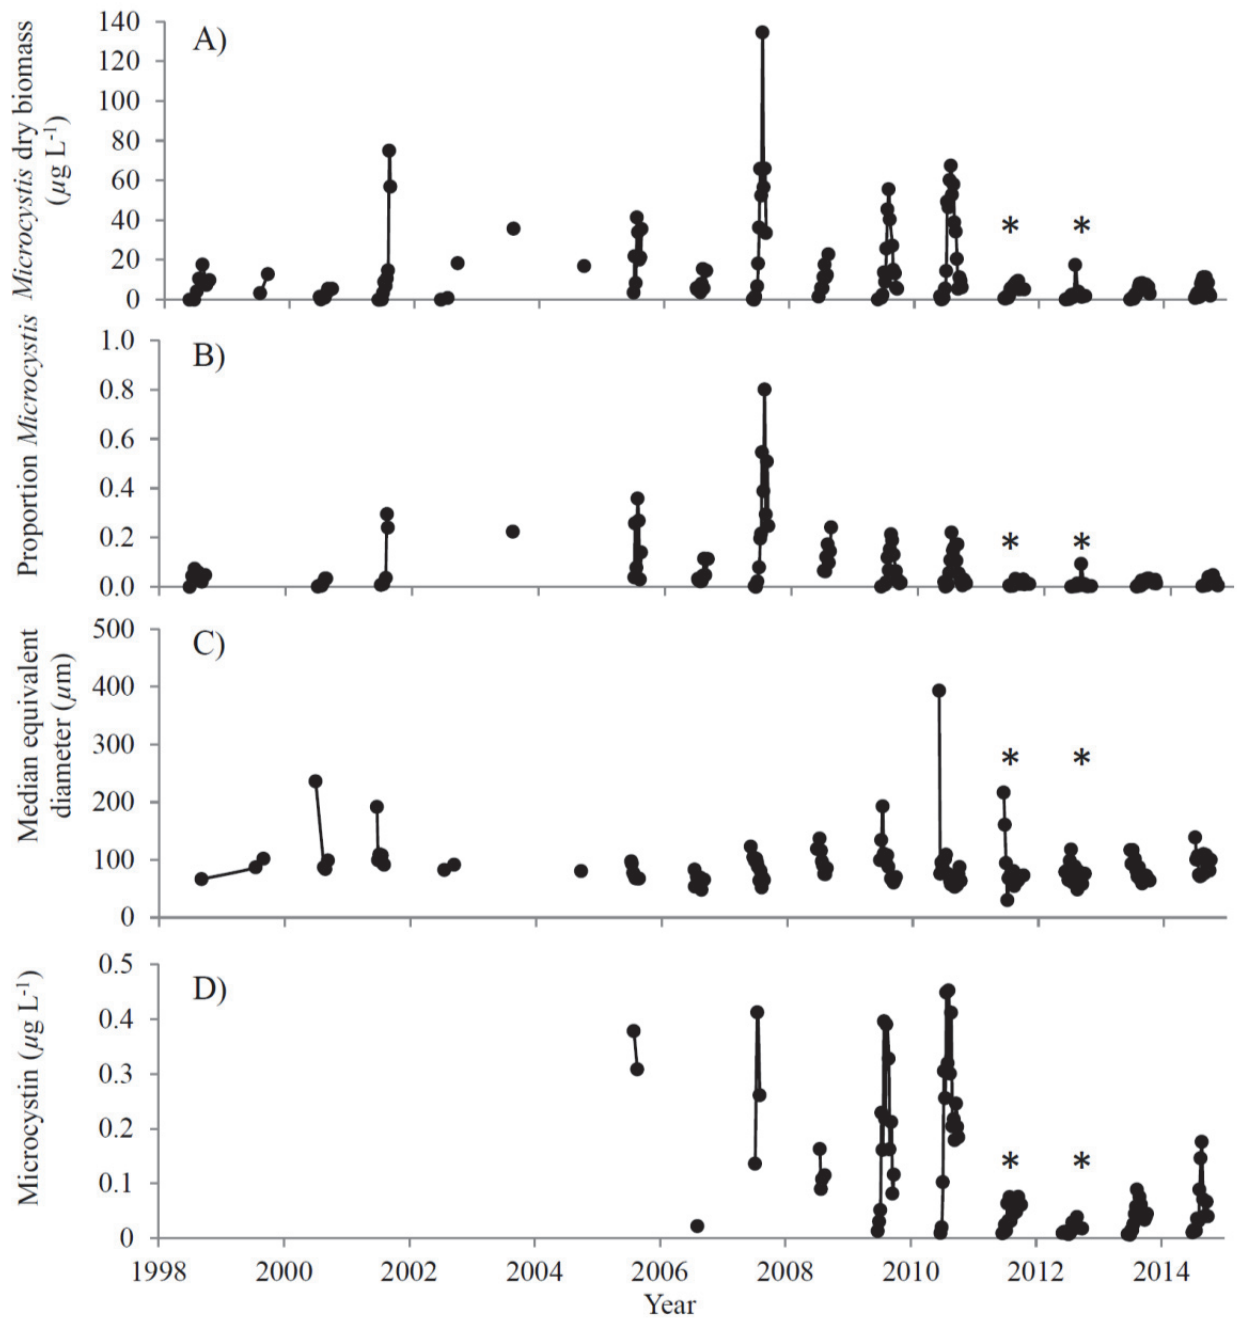 Microcystis dry biomass
(µg L-1)
140
120
100
80
60
40
20
0
A)
*
*
Proportion Microcystis
1.0
0.8
0.6
0.4
0.2
0.0
B)
*
*
Median equivalent
diameter (µm)
500
400
300
200
100
0
C)
*
*
Microcystin (µg L-1)
0.5
0.4
0.3
0.2
0.1
0
D)
*
*
1998 2000 2002 2004 2006 2008 2010 2012 2014
Year